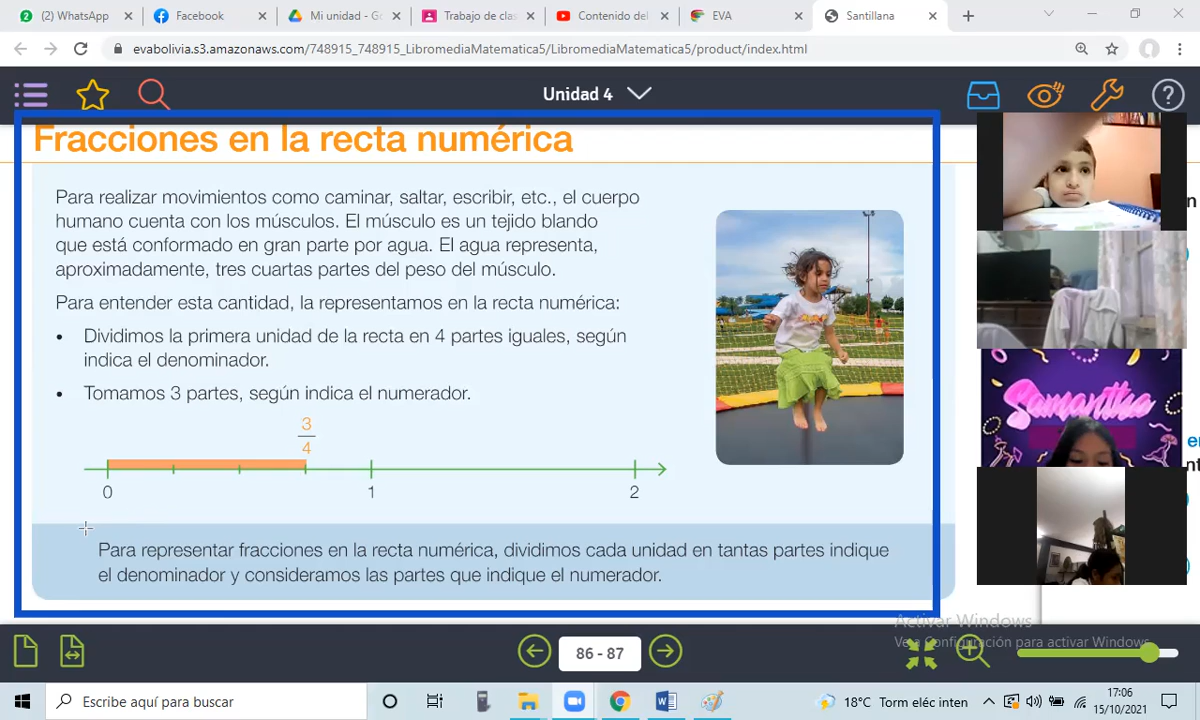 (2) WhatsApp
Facebook
Mi unidad - G
Trabajo de clas
Contenido del
EVA
Santillana
evabolivia.s3.amazonaws.com/748915_748915_LibromediaMatematica5/LibromediaMatematica5/product/index.html
Unidad 4
Fracciones en la recta numérica
Para realizar movimientos como caminar, saltar, escribir, etc., el cuerpo
humano cuenta con los músculos. El músculo es un tejido blando
que está conformado en gran parte por agua. El agua representa,
aproximadamente, tres cuartas partes del peso del músculo.
Para entender esta cantidad, la representamos en la recta numérica:
• Dividimos la primera unidad de la recta en 4 partes iguales, según
indica el denominador.
• Tomamos 3 partes, según indica el numerador.
3
4
0 1 2
Para representar fracciones en la recta numérica, dividimos cada unidad en tantas partes indique
el denominador y consideramos las partes que indique el numerador.
Samantha
Activar Windows
Ve a Configuración para activar Windows.
86 - 87
Escribe aquí para buscar
18°C Torm eléc inten
17:06
15/10/2021